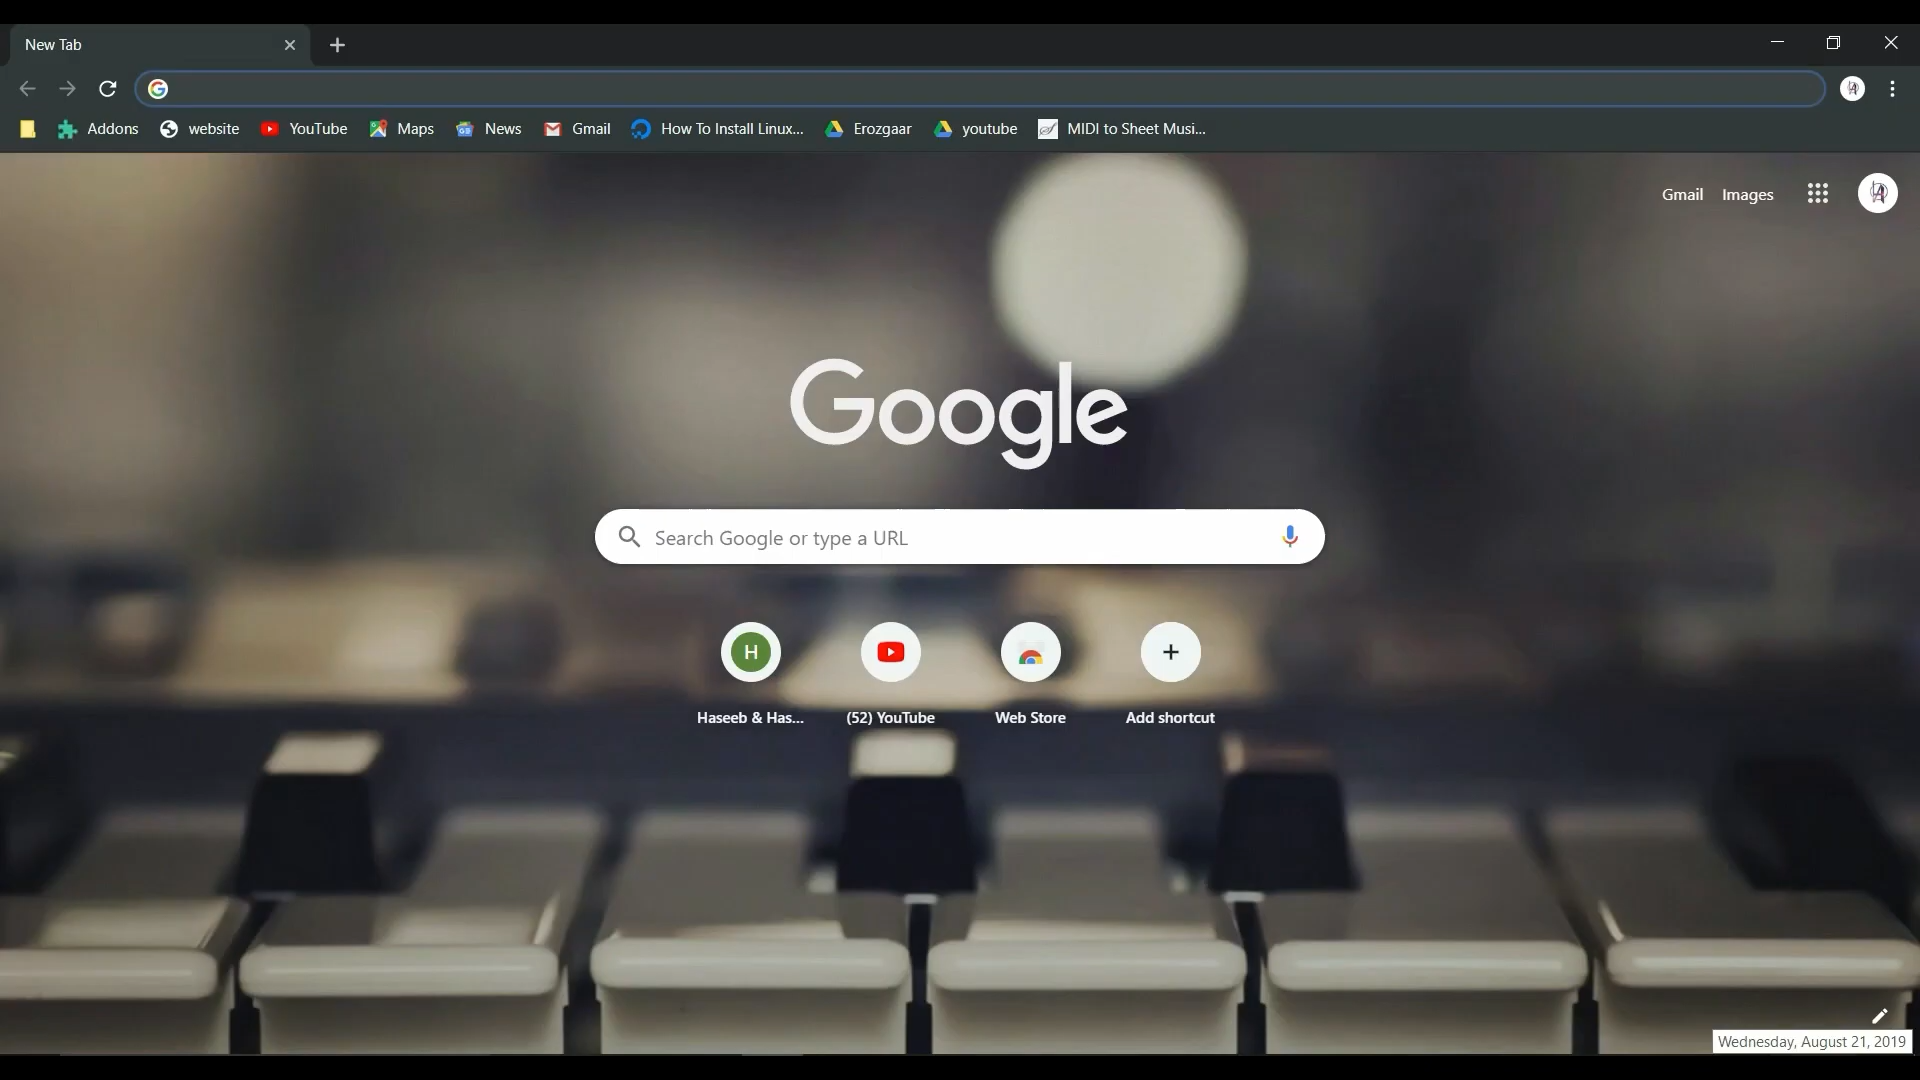 New Tab
Addons website YouTube Maps News Gmail How To Install Linux... Erozgaar youtube MIDI to Sheet Musi...
Gmail Images
Google
Search Google or type a URL
H
Haseeb & Has... (52) YouTube Web Store Add shortcut
Wednesday, August 21, 2019